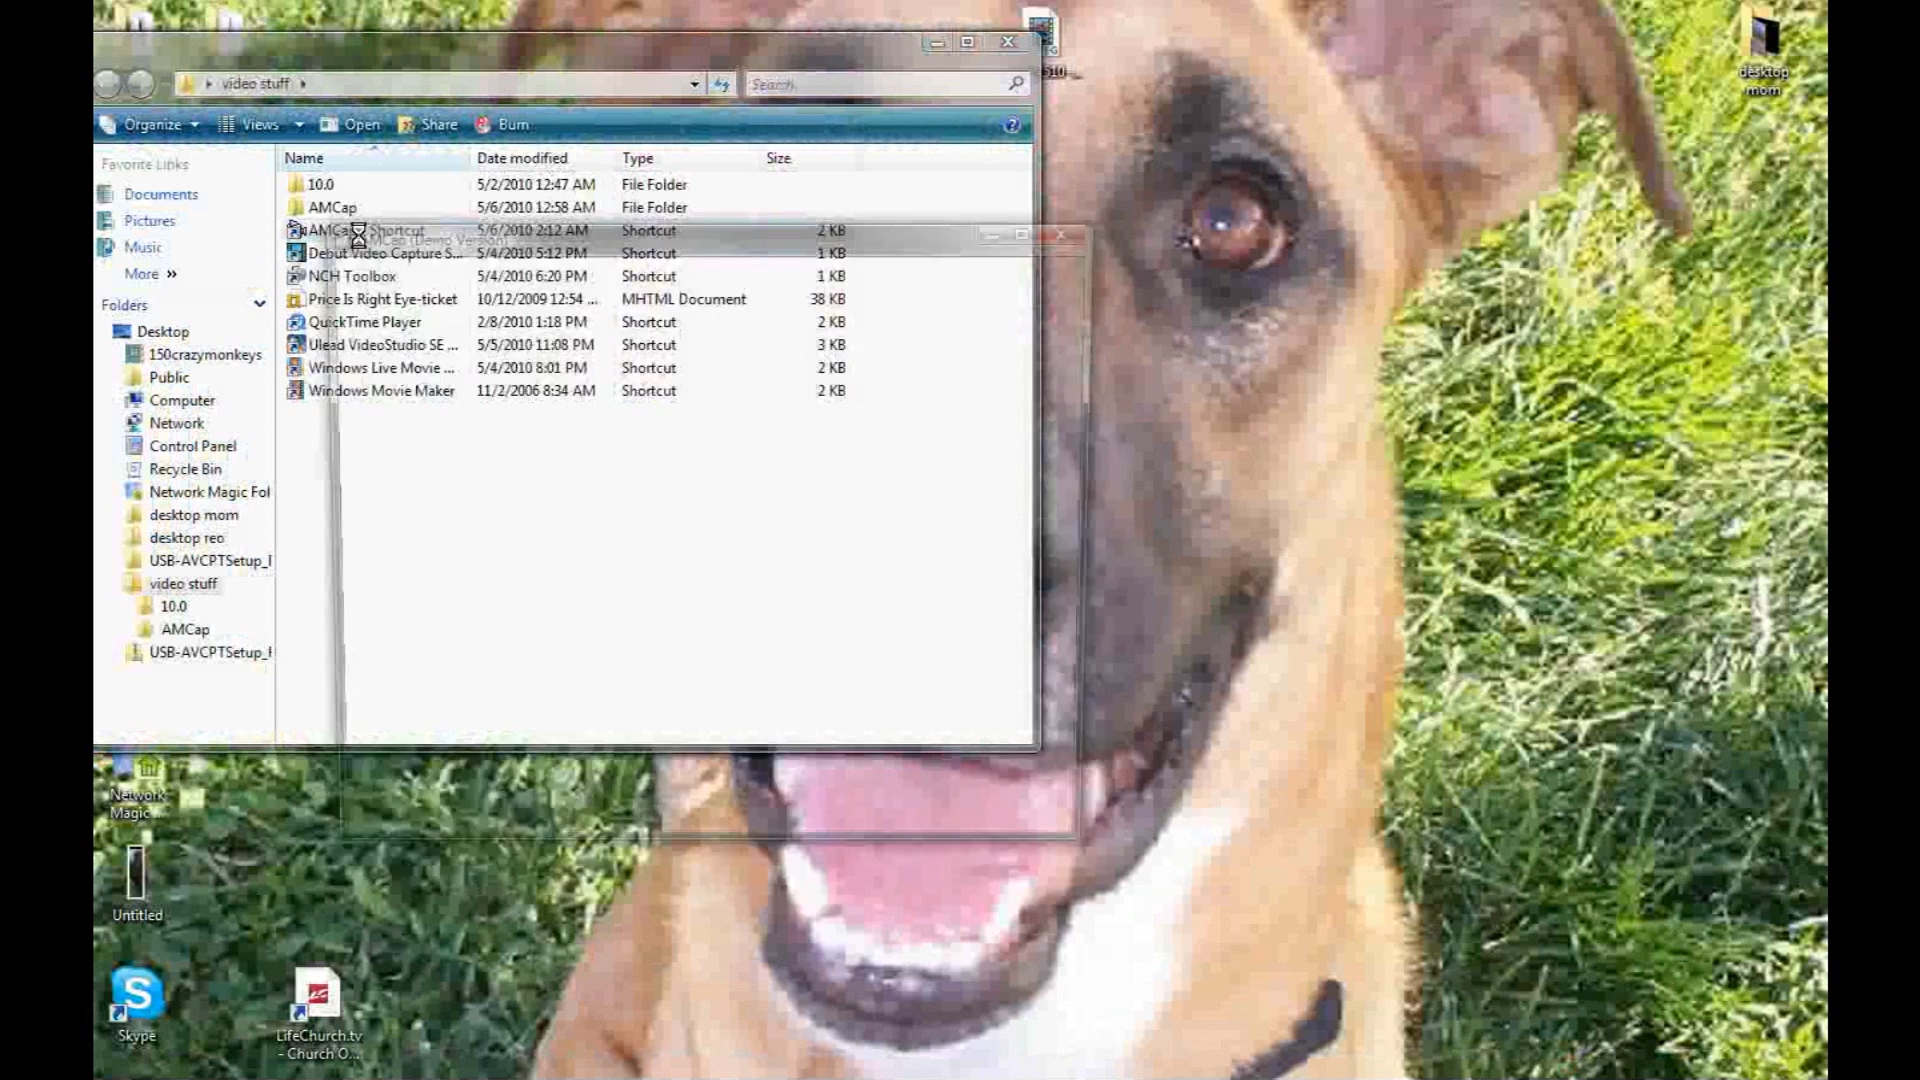 510...
desktop
mom
video stuff
Search
Organize Views Open Share Burn
Favorite Links
Documents
Pictures
Music
More »
Folders
Desktop
150crazymonkeys
Public
Computer
Network
Control Panel
Recycle Bin
Network Magic Fol
desktop mom
desktop reo
USB-AVCPTSetup_
video stuff
10.0
AMCap
USB-AVCPTSetup_
Name Date modified Type Size
10.0 5/2/2010 12:47 AM File Folder
AMCap 5/6/2010 12:58 AM File Folder
AMCap Shortcut 5/6/2010 2:12 AM Shortcut 2 KB
AMCap (Demo Version)
Debut Video Capture S... 5/4/2010 5:12 PM Shortcut 1 KB
NCH Toolbox 5/4/2010 6:20 PM Shortcut 1 KB
Price Is Right Eye-ticket 10/12/2009 12:54 ... MHTML Document 38 KB
QuickTime Player 2/8/2010 1:18 PM Shortcut 2 KB
Ulead VideoStudio SE ... 5/5/2010 11:08 PM Shortcut 3 KB
Windows Live Movie ... 5/4/2010 8:01 PM Shortcut 2 KB
Windows Movie Maker 11/2/2006 8:34 AM Shortcut 2 KB
Network
Magic ...
Untitled
Skype
LifeChurch.tv
- Church O...